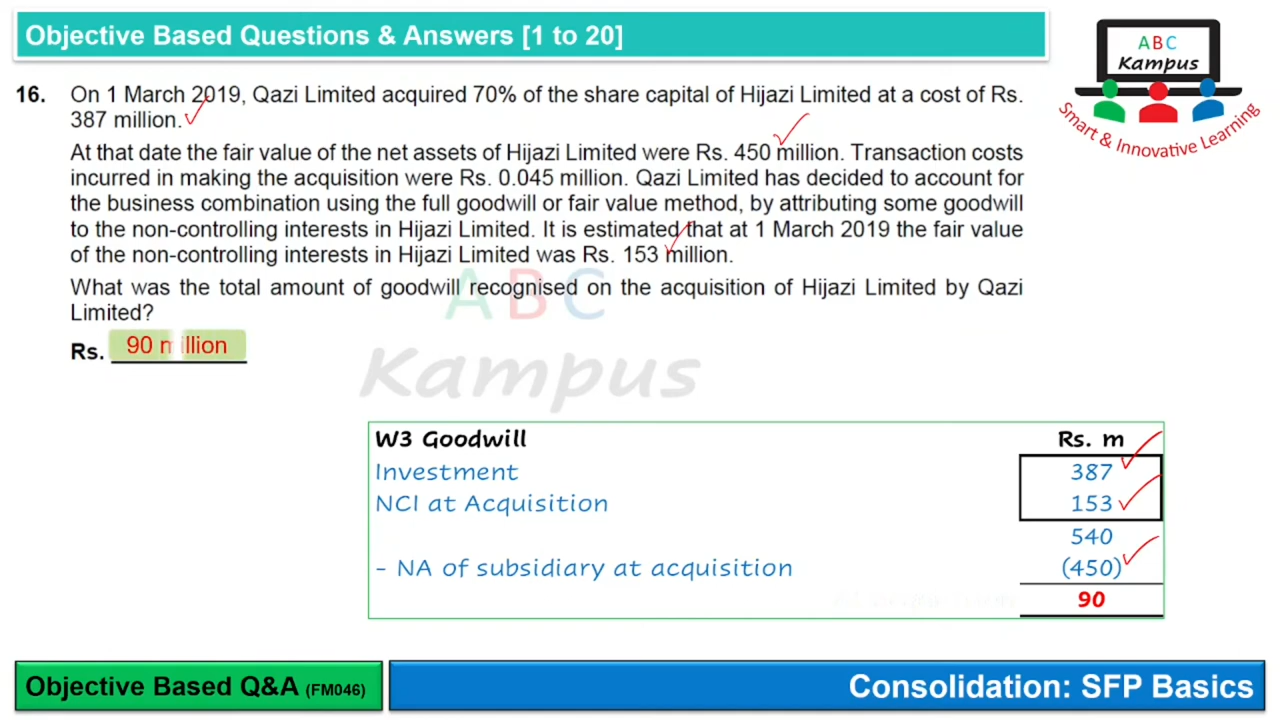 Objective Based Questions & Answers [1 to 20]
ABC
Kampus
Smart & Innovative Learning
16. On 1 March 2019, Qazi Limited acquired 70% of the share capital of Hijazi Limited at a cost of Rs.
387 million.
At that date the fair value of the net assets of Hijazi Limited were Rs. 450 million. Transaction costs
incurred in making the acquisition were Rs. 0.045 million. Qazi Limited has decided to account for
the business combination using the full goodwill or fair value method, by attributing some goodwill
to the non-controlling interests in Hijazi Limited. It is estimated that at 1 March 2019 the fair value
of the non-controlling interests in Hijazi Limited was Rs. 153 million.
What was the total amount of goodwill recognised on the acquisition of Hijazi Limited by Qazi
Limited?
Rs. 90 million
ABC
Kampus
W3 Goodwill Rs. m
Investment 387
NCI at Acquisition 153
540
- NA of subsidiary at acquisition (450)
90
Objective Based Q&A (FM046)
Consolidation: SFP Basics